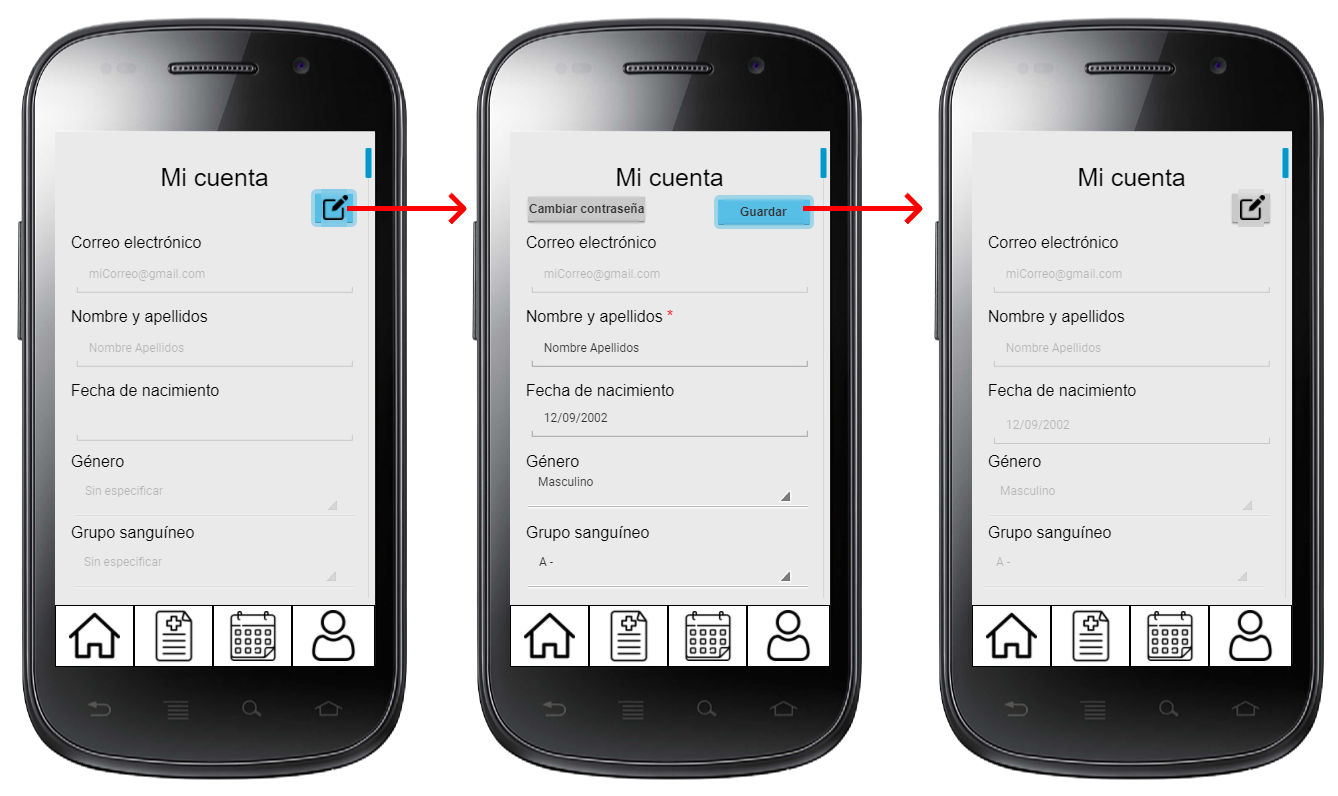 Mi cuenta
Correo electrónico
miCorreo@gmail.com
Nombre y apellidos
Nombre Apellidos
Fecha de nacimiento
Género
Sin especificar
Grupo sanguíneo
Sin especificar
Mi cuenta
Cambiar contraseña Guardar
Correo electrónico
miCorreo@gmail.com
Nombre y apellidos *
Nombre Apellidos
Fecha de nacimiento
12/09/2002
Género
Masculino
Grupo sanguíneo
A -
Mi cuenta
Correo electrónico
miCorreo@gmail.com
Nombre y apellidos
Nombre Apellidos
Fecha de nacimiento
12/09/2002
Género
Masculino
Grupo sanguíneo
A -